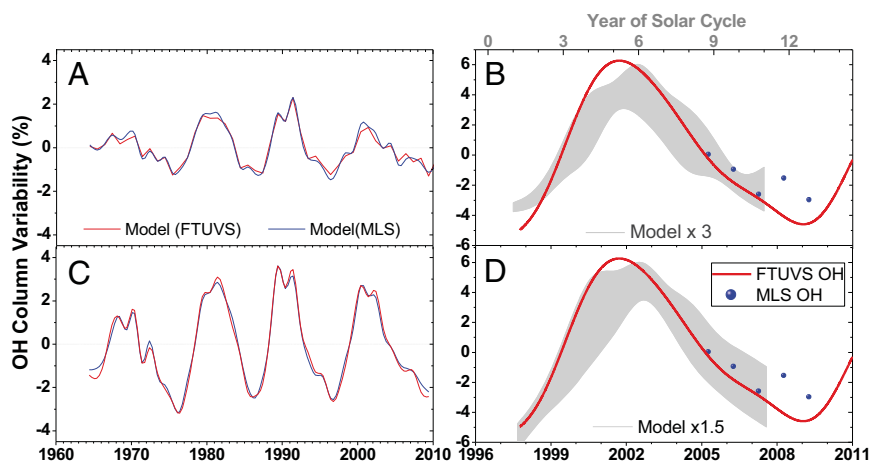 Year of Solar Cycle
0 3 6 9 12
A
B
C
D
OH Column Variability (%)
4
2
0
-2
-4
Model (FTUVS) Model(MLS)
4
2
0
-2
-4
1960 1970 1980 1990 2000 2010
6
4
2
0
-2
-4
-6
Model x 3
6
4
2
0
-2
-4
-6
FTUVS OH
MLS OH
Model x1.5
1996 1999 2002 2005 2008 2011